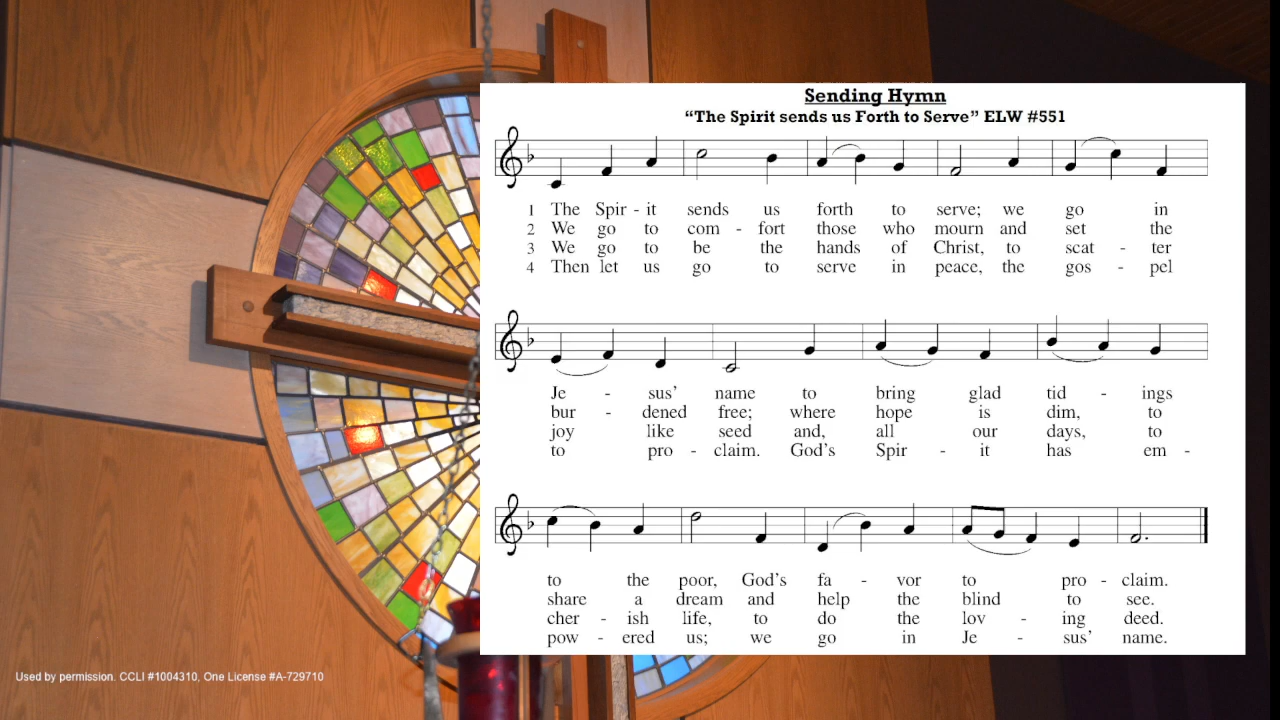 Sending Hymn
“The Spirit sends us Forth to Serve” ELW #551
1 The Spir - it sends us forth to serve; we go in
2 We go to com - fort those who mourn and set the
3 We go to be the hands of Christ, to scat - ter
4 Then let us go to serve in peace, the gos - pel
Je - sus’ name to bring glad tid - ings
bur - dened free; where hope is dim, to
joy like seed and, all our days, to
to pro - claim. God’s Spir - it has em -
to the poor, God’s fa - vor to pro - claim.
share a dream and help the blind to see.
cher - ish life, to do the lov - ing deed.
pow - ered us; we go in Je - sus’ name.
Used by permission. CCLI #1004310, One License #A-729710